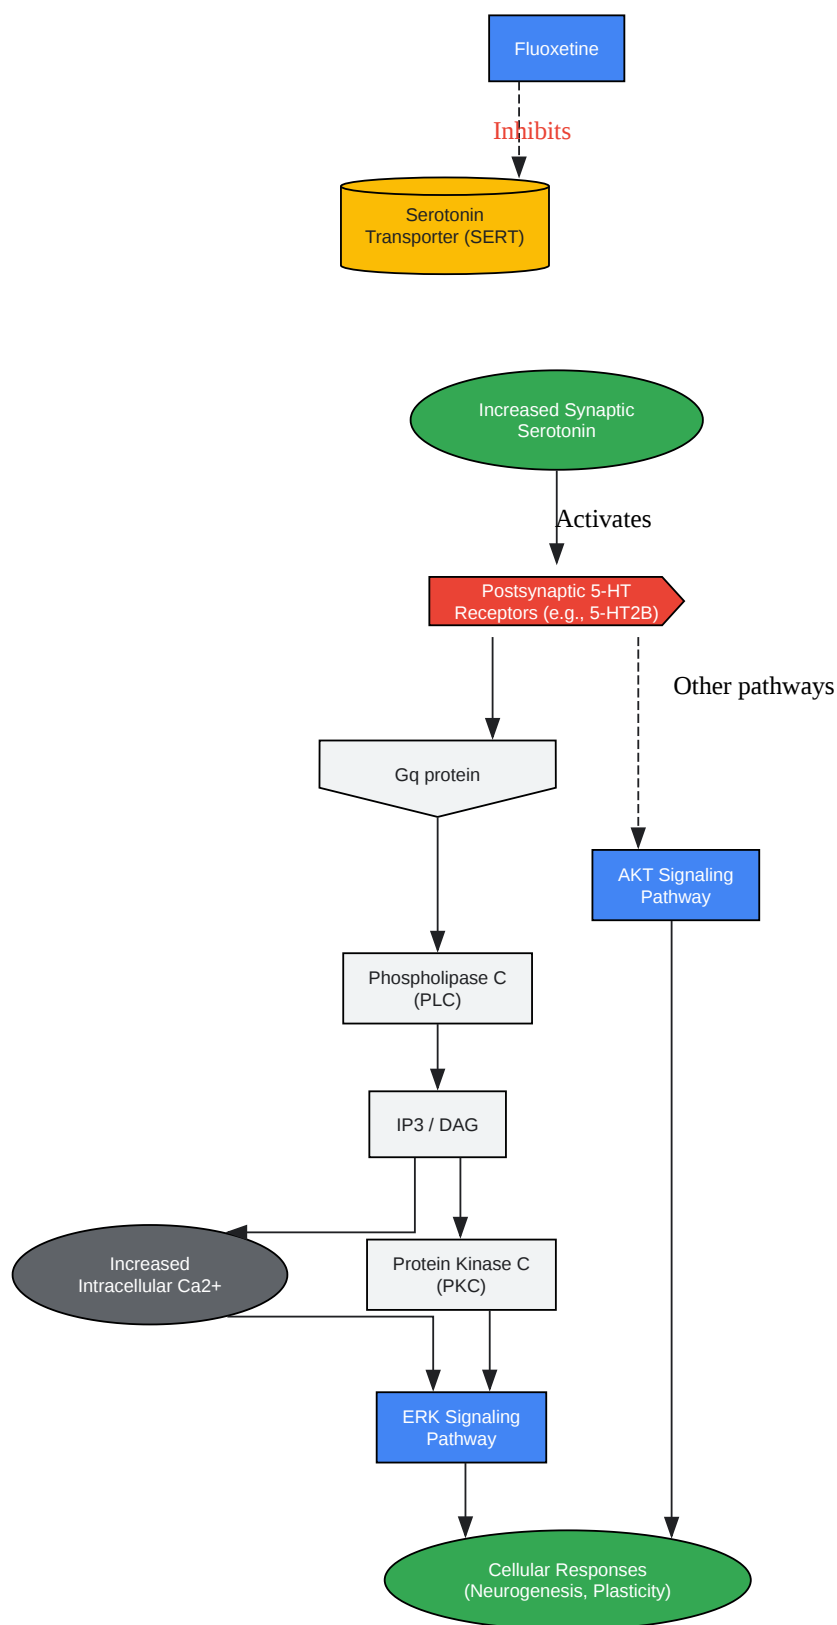 Fluoxetine
Inhibits
Serotonin
Transporter (SERT)
Increased Synaptic
Serotonin
Activates
Postsynaptic 5-HT
Receptors (e.g., 5-HT2B)
Other pathways
Gq protein
AKT Signaling
Pathway
Phospholipase C
(PLC)
IP3 / DAG
Increased
Intracellular Ca2+
Protein Kinase C
(PKC)
ERK Signaling
Pathway
Cellular Responses
(Neurogenesis, Plasticity)